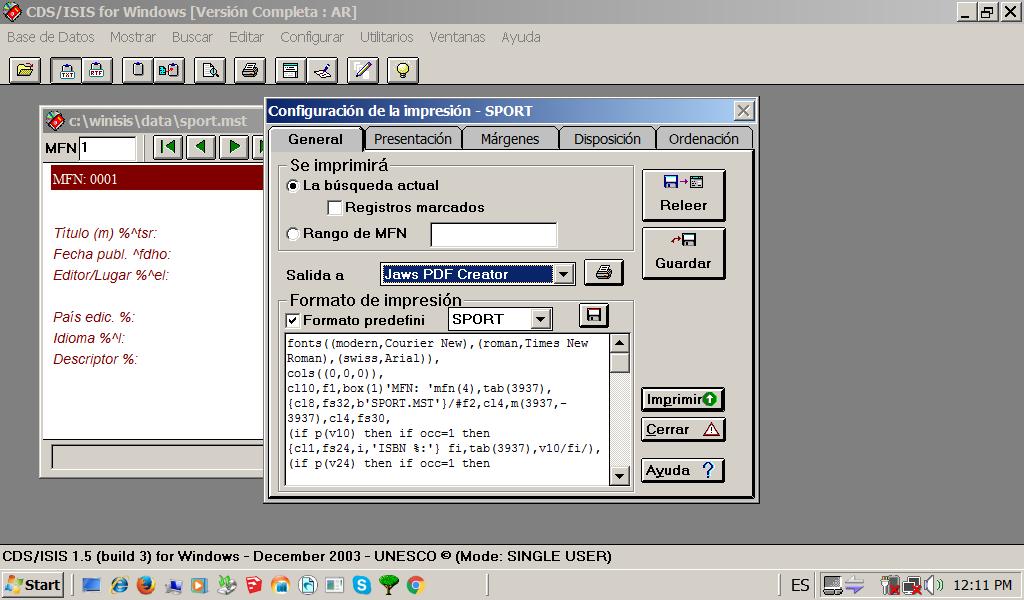 CDS/ISIS for Windows [Versión Completa : AR]
Base de Datos Mostrar Buscar Editar Configurar Utilitarios Ventanas Ayuda
TXT RTF
c:\winisis\data\sport.mst
MFN 1
MFN: 0001
Título (m) %^tsr:
Fecha publ. ^fdho:
Editor/Lugar %^el:
País edic. %:
Idioma %^l:
Descriptor %:
Configuración de la impresión - SPORT
General Presentación Márgenes Disposición Ordenación
Se imprimirá
La búsqueda actual
Registros marcados
Rango de MFN
Releer
Guardar
Salida a Jaws PDF Creator
Formato de impresión
Formato predefini SPORT
fonts((modern,Courier New),(roman,Times New
Roman),(swiss,Arial)),
cols((0,0,0)),
cl10,f1,box(1)'MFN: 'mfn(4),tab(3937),
{cl8,fs32,b'SPORT.MST'}/#f2,cl4,m(3937,-
3937),cl4,fs30,
(if p(v10) then if occ=1 then
{cl1,fs24,i,'ISBN %:'} fi,tab(3937),v10/fi/),
(if p(v24) then if occ=1 then
Imprimir
Cerrar
Ayuda ?
CDS/ISIS 1.5 (build 3) for Windows - December 2003 - UNESCO © (Mode: SINGLE USER)
Start ES 12:11 PM